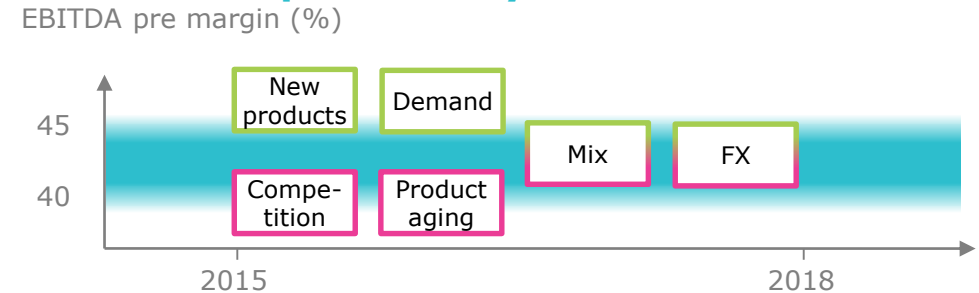 EBITDA pre margin (%)
New
products
Demand
45
Mix
FX
Compe-
tition
Product
aging
40
2015
2018